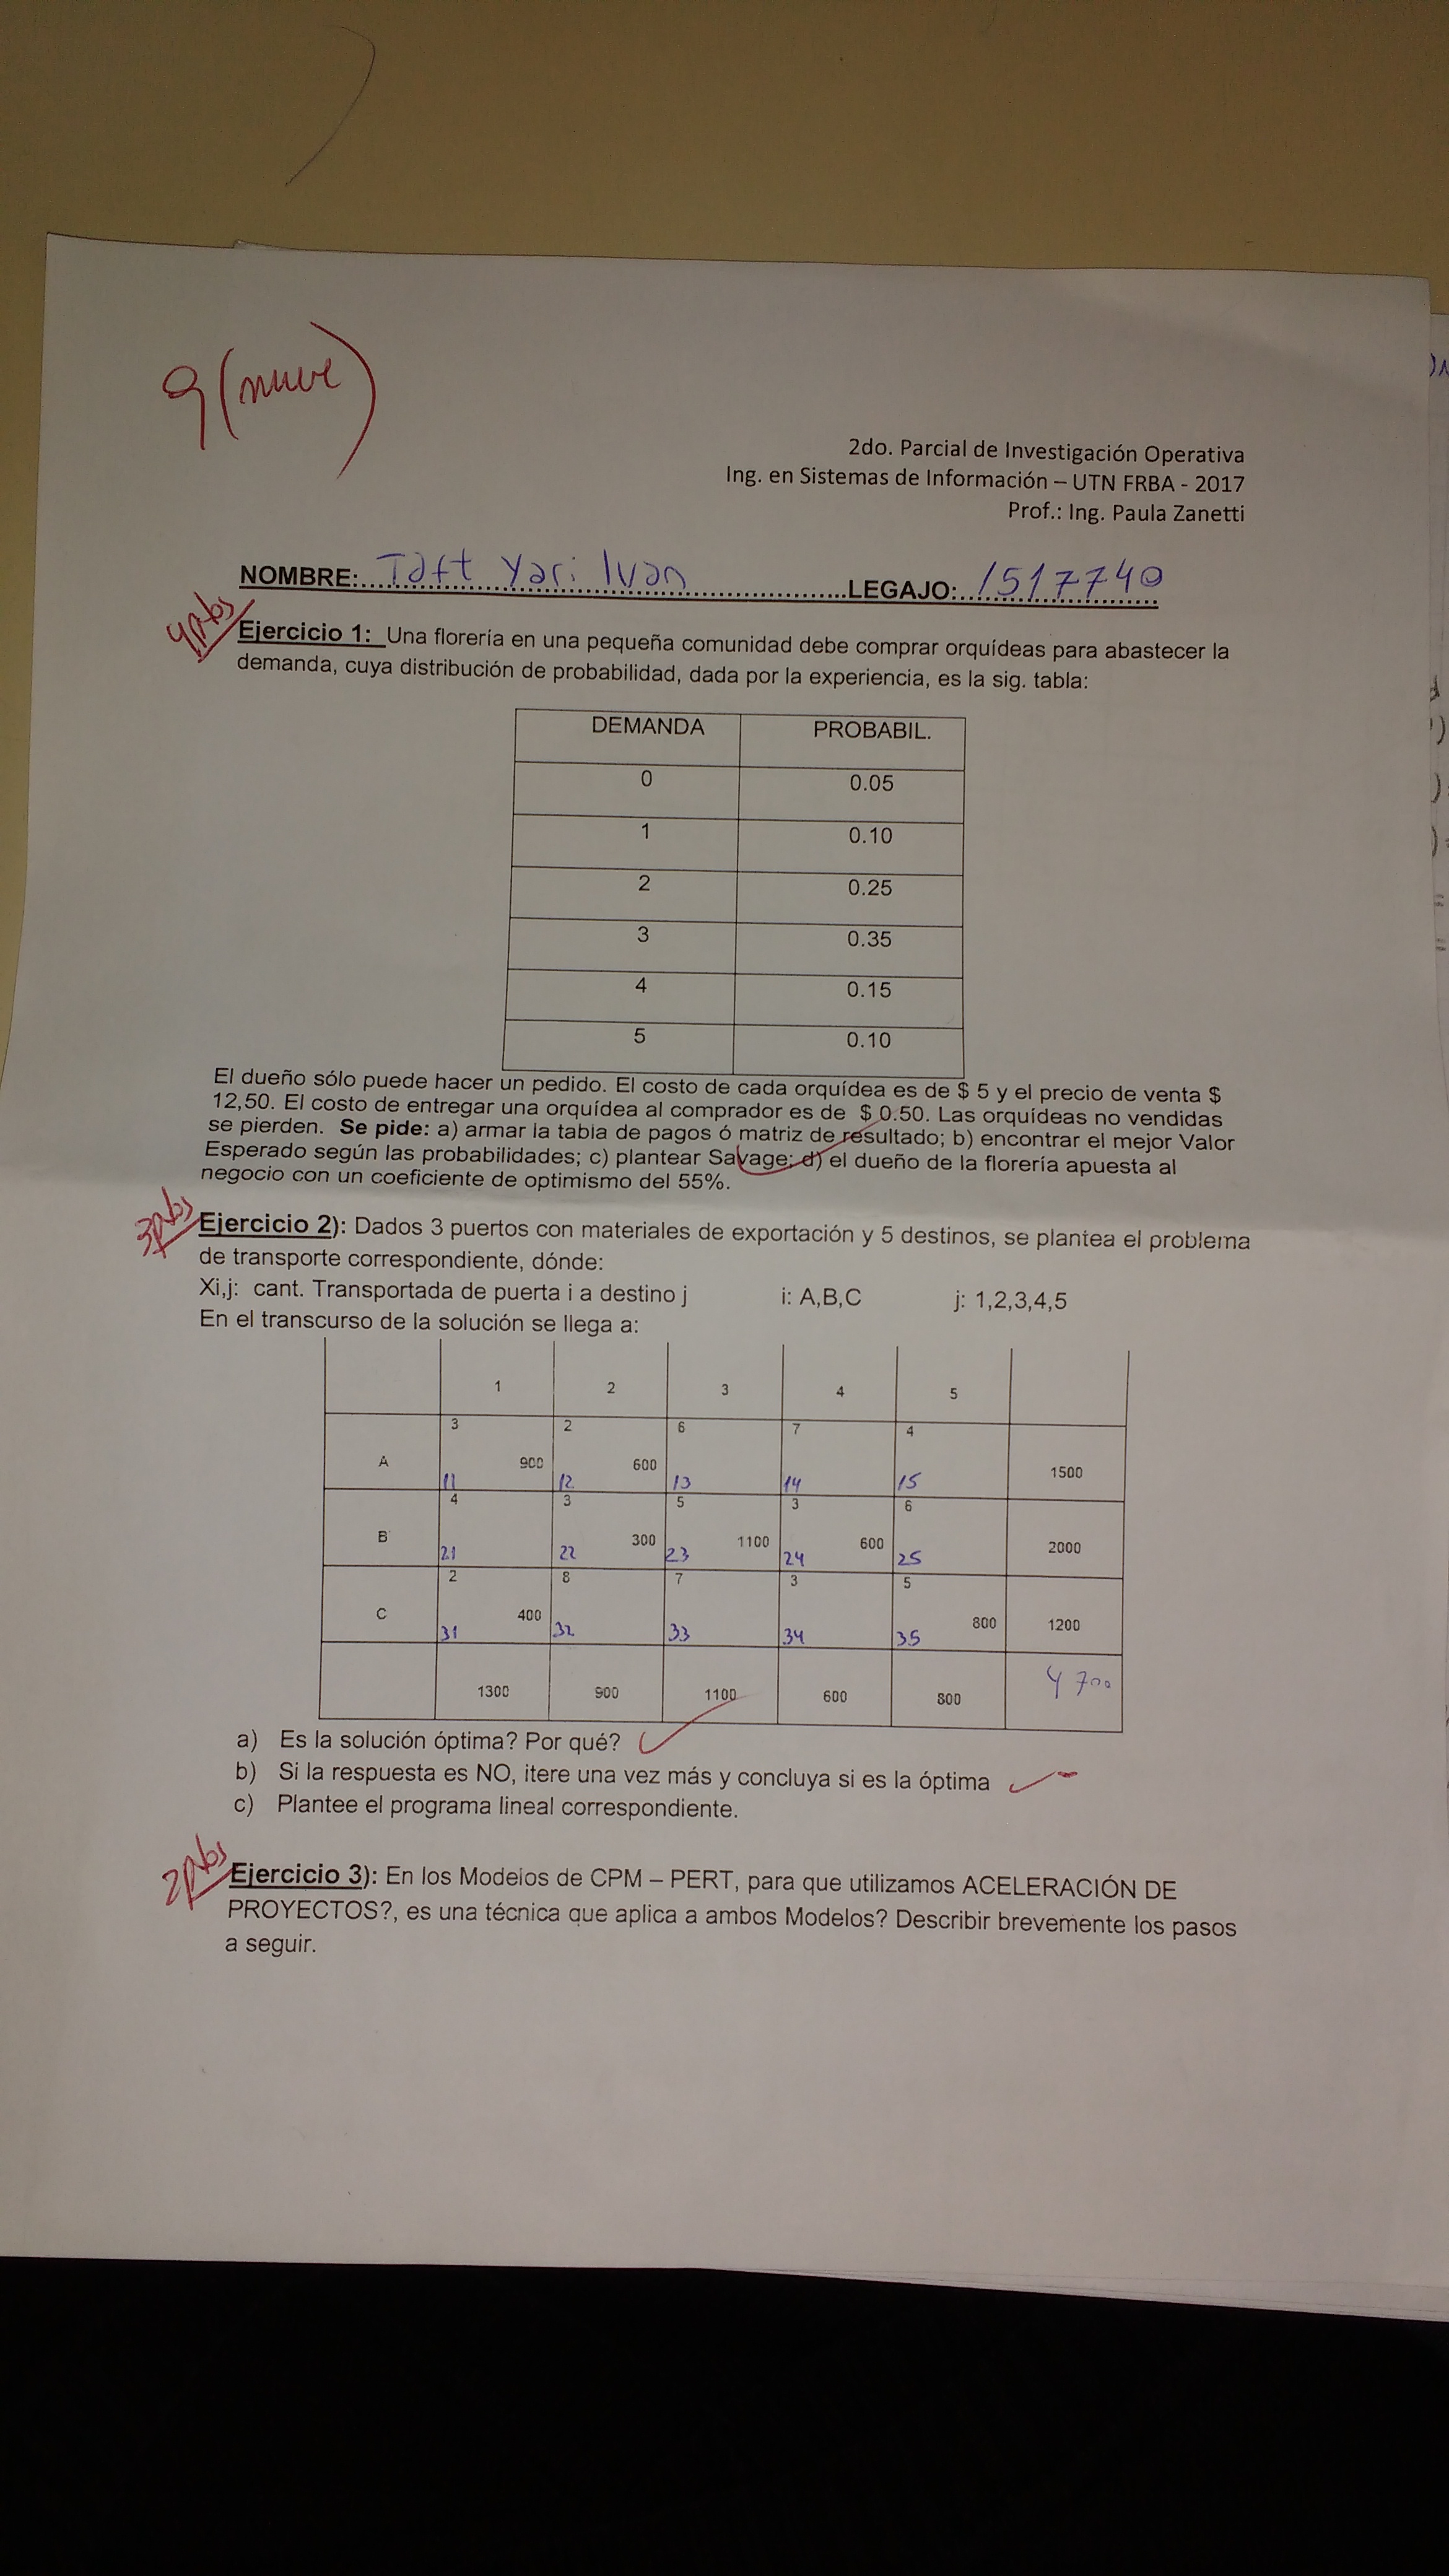 9 (nueve)
2do. Parcial de Investigación Operativa
Ing. en Sistemas de Información – UTN FRBA - 2017
Prof.: Ing. Paula Zanetti
NOMBRE: Taft Yari Ivan LEGAJO: 1517740
4 ptos
Ejercicio 1: Una florería en una pequeña comunidad debe comprar orquídeas para abastecer la
demanda, cuya distribución de probabilidad, dada por la experiencia, es la sig. tabla:
DEMANDA PROBABIL.
0 0.05
1 0.10
2 0.25
3 0.35
4 0.15
5 0.10
El dueño sólo puede hacer un pedido. El costo de cada orquídea es de $ 5 y el precio de venta $
12,50. El costo de entregar una orquídea al comprador es de $ 0.50. Las orquídeas no vendidas
se pierden. Se pide: a) armar la tabla de pagos ó matriz de resultado; b) encontrar el mejor Valor
Esperado según las probabilidades; c) plantear Savage; d) el dueño de la florería apuesta al
negocio con un coeficiente de optimismo del 55%.
3 ptos
Ejercicio 2): Dados 3 puertos con materiales de exportación y 5 destinos, se plantea el problema
de transporte correspondiente, dónde:
Xi,j: cant. Transportada de puerta i a destino j i: A,B,C j: 1,2,3,4,5
En el transcurso de la solución se llega a:
1 2 3 4 5
3 2 6 7 4
A 900 600 1500
11 12 13 14 15
4 3 5 3 6
B 300 1100 600 2000
21 22 23 24 25
2 8 7 3 5
C 400 800 1200
31 32 33 34 35
1300 900 1100 600 800 4700
a) Es la solución óptima? Por qué?
b) Si la respuesta es NO, itere una vez más y concluya si es la óptima
c) Plantee el programa lineal correspondiente.
2 ptos
Ejercicio 3): En los Modelos de CPM – PERT, para que utilizamos ACELERACIÓN DE
PROYECTOS?, es una técnica que aplica a ambos Modelos? Describir brevemente los pasos
a seguir.